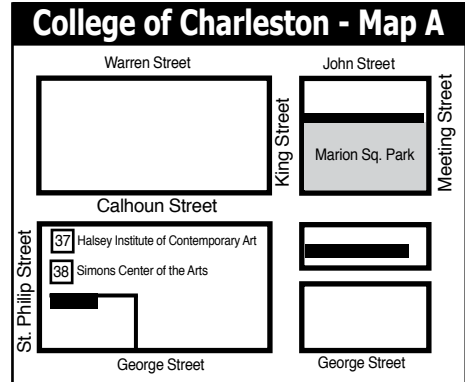 College of Charleston - Map A
Warren Street
John Street
King Street
Meeting Street
Marion Sq. Park
Calhoun Street
St. Philip Street
37 Halsey Institute of Contemporary Art
38 Simons Center of the Arts
George Street
George Street